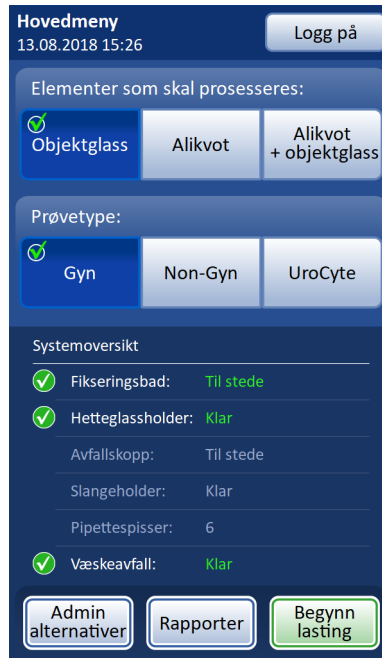 Hovedmeny
13.08.2018 15:26
Logg på
Elementer som skal prosesseres:
Objektglass
Alikvot
Alikvot
+ objektglass
Prøvetype:
Gyn
Non-Gyn
UroCyte
Systemoversikt
Fikseringsbad: Til stede
Hetteglassholder: Klar
Avfallskopp: Til stede
Slangeholder: Klar
Pipettespisser: 6
Væskeavfall: Klar
Admin
alternativer
Rapporter
Begynn
lasting